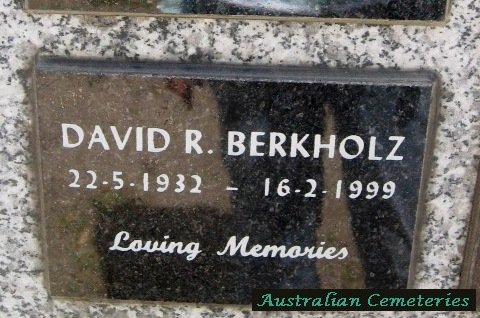 DAVID R. BERKHOLZ
22-5-1932 - 16-2-1999
Loving Memories
Australian Cemeteries